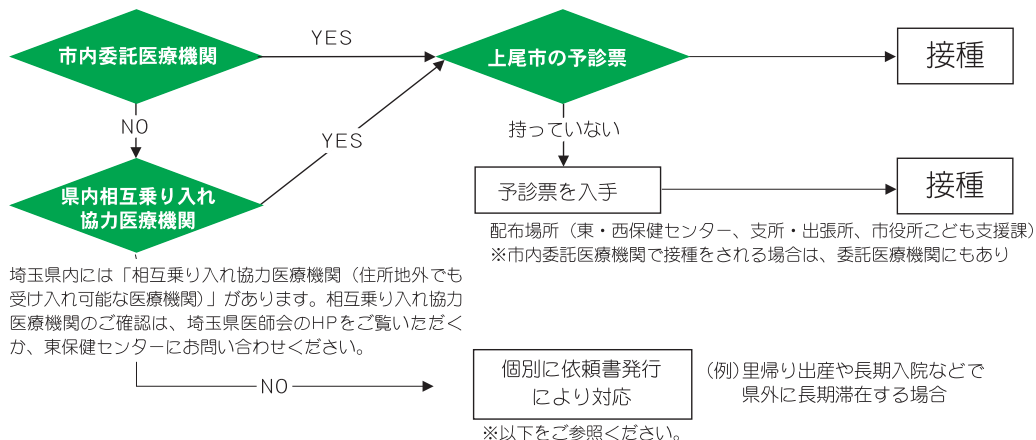 市内委託医療機関
YES
上尾市の予診票
接種
NO
YES
持っていない
県内相互乗り入れ
協力医療機関
予診票を入手
接種
配布場所（東・西保健センター、支所・出張所、市役所こども支援課）
※市内委託医療機関で接種をされる場合は、委託医療機関にもあり
埼玉県内には「相互乗り入れ協力医療機関（住所地外でも
受け入れ可能な医療機関）」があります。相互乗り入れ協力
医療機関のご確認は、埼玉県医師会のHPをご覧いただく
か、東保健センターにお問い合わせください。
NO
個別に依頼書発行
により対応
（例）里帰り出産や長期入院などで
県外に長期滞在する場合
※以下をご参照ください。